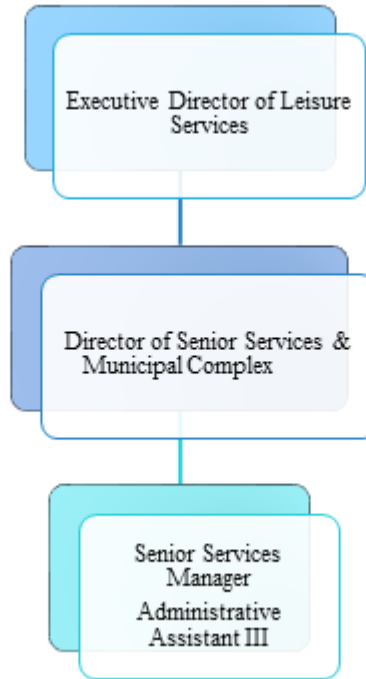 Executive Director of Leisure
Services
Director of Senior Services &
Municipal Complex
Senior Services
Manager
Administrative
Assistant III